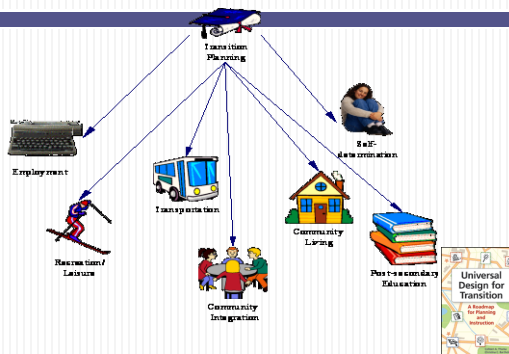 Transition
Planning
Self-
determination
Employment
Transportation
Community
Living
Recreation/
Leisure
Post-secondary
Education
Community
Integration
Universal
Design for
Transition
A Roadmap
for Planning
and
Instruction